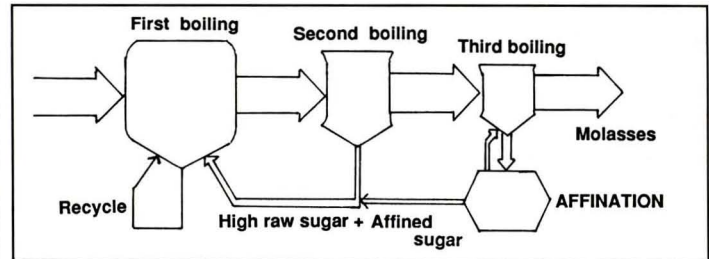 First boiling
Second boiling
Third boiling
Molasses
Recycle
High raw sugar + Affined
sugar
AFFINATION